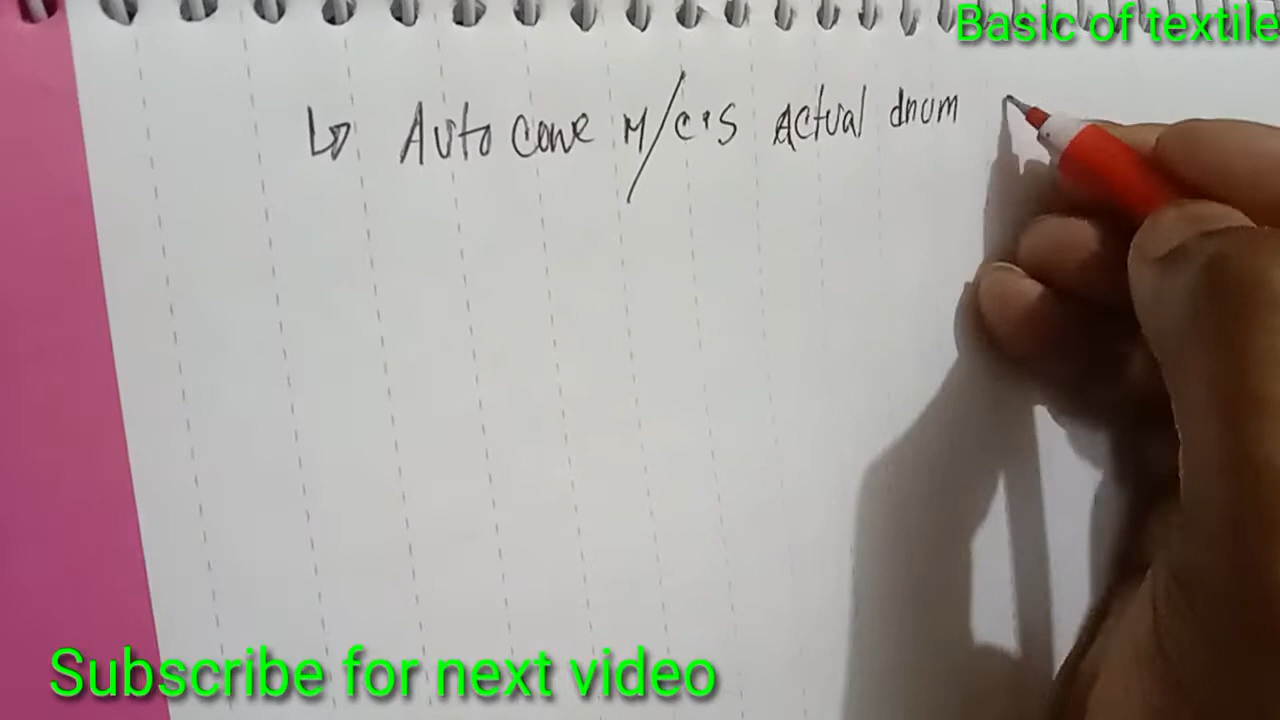 Basic of textile
↳ Auto cone M/C's Actual drum
Subscribe for next video